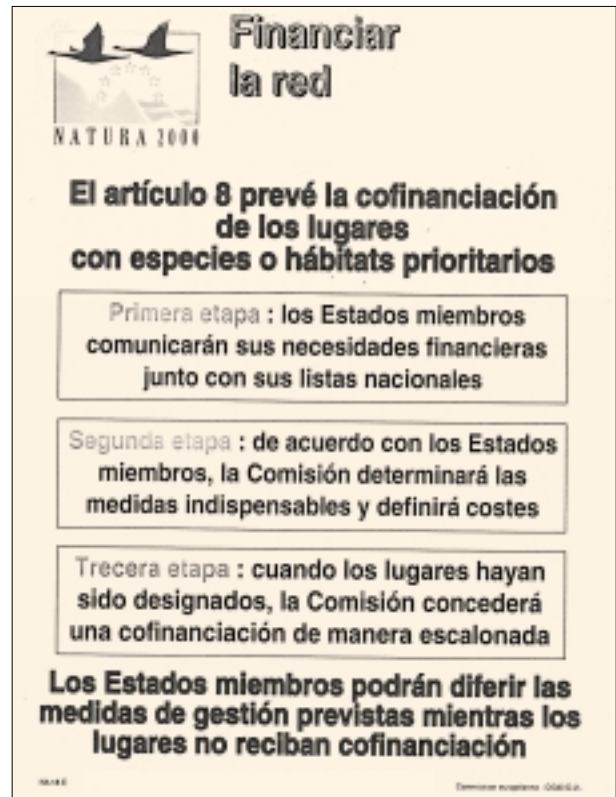 Financiar
la red
NATURA 2000
El artículo 8 prevé la cofinanciación
de los lugares
con especies o hábitats prioritarios
Primera etapa : los Estados miembros
comunicarán sus necesidades financieras
junto con sus listas nacionales
Segunda etapa : de acuerdo con los Estados
miembros, la Comisión determinará las
medidas indispensables y definirá costes
Trecera etapa : cuando los lugares hayan
sido designados, la Comisión concederá
una cofinanciación de manera escalonada
Los Estados miembros podrán diferir las
medidas de gestión previstas mientras los
lugares no reciban cofinanciación